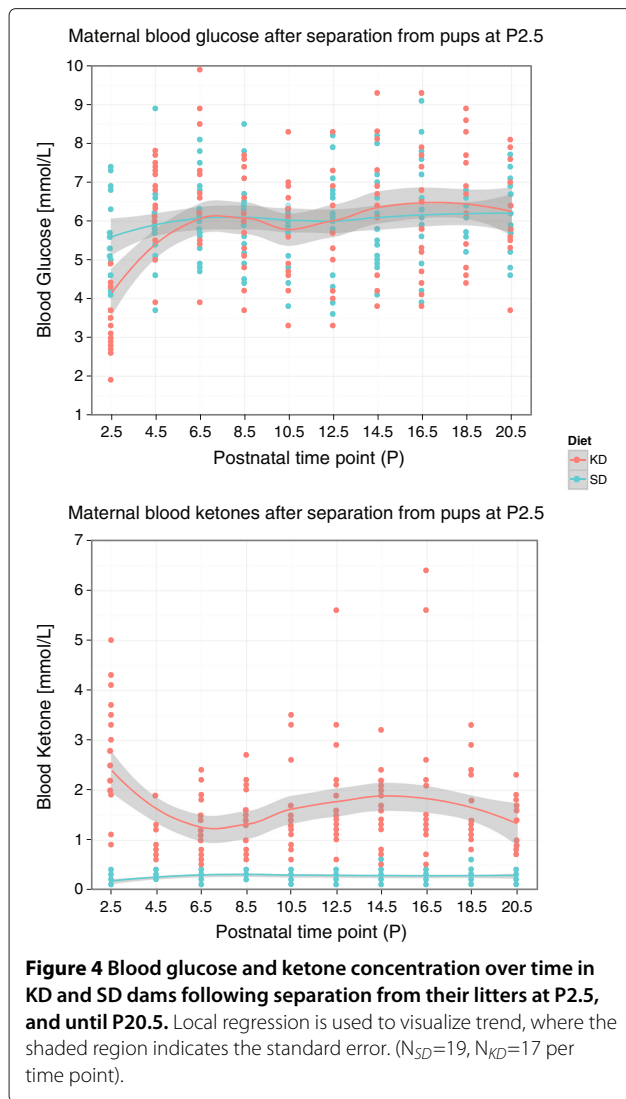 Maternal blood glucose after separation from pups at P2.5
10
9
8
7
6
5
4
3
2
1
Blood Glucose [mmol/L]
2.5 4.5 6.5 8.5 10.5 12.5 14.5 16.5 18.5 20.5
Postnatal time point (P)
Diet
KD
SD
Maternal blood ketones after separation from pups at P2.5
7
6
5
4
3
2
1
0
Blood Ketone [mmol/L]
2.5 4.5 6.5 8.5 10.5 12.5 14.5 16.5 18.5 20.5
Postnatal time point (P)
Figure 4 Blood glucose and ketone concentration over time in
KD and SD dams following separation from their litters at P2.5,
and until P20.5. Local regression is used to visualize trend, where the
shaded region indicates the standard error. (N_SD=19, N_KD=17 per
time point).